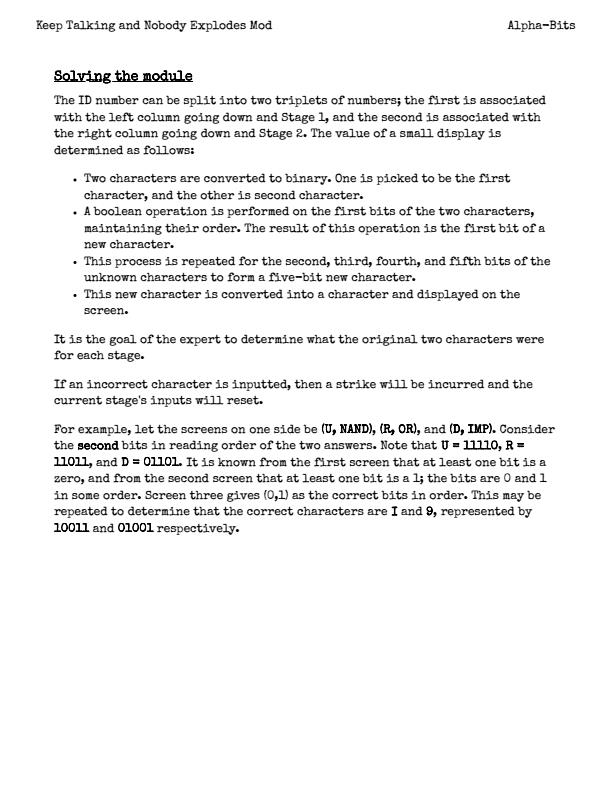 Keep Talking and Nobody Explodes Mod
Alpha-Bits
Solving the module
The ID number can be split into two triplets of numbers; the first is associated
with the left column going down and Stage 1, and the second is associated with
the right column going down and Stage 2. The value of a small display is
determined as follows:
• Two characters are converted to binary. One is picked to be the first
character, and the other is second character.
• A boolean operation is performed on the first bits of the two characters,
maintaining their order. The result of this operation is the first bit of a
new character.
• This process is repeated for the second, third, fourth, and fifth bits of the
unknown characters to form a five-bit new character.
• This new character is converted into a character and displayed on the
screen.
It is the goal of the expert to determine what the original two characters were
for each stage.
If an incorrect character is inputted, then a strike will be incurred and the
current stage's inputs will reset.
For example, let the screens on one side be (U, NAND), (R, OR), and (D, IMP). Consider
the second bits in reading order of the two answers. Note that U = 11110, R =
11011, and D = 01101. It is known from the first screen that at least one bit is a
zero, and from the second screen that at least one bit is a 1; the bits are 0 and 1
in some order. Screen three gives (0,1) as the correct bits in order. This may be
repeated to determine that the correct characters are I and 9, represented by
10011 and 01001 respectively.